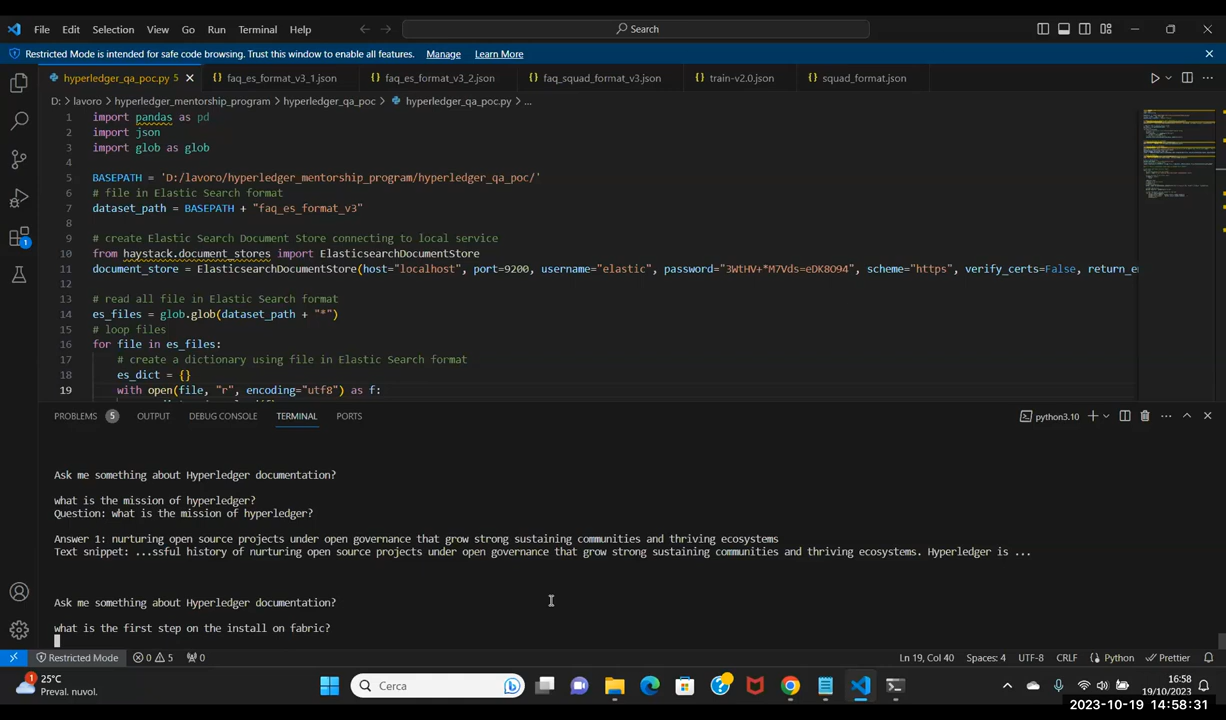 File Edit Selection View Go Run Terminal Help
Search
Restricted Mode is intended for safe code browsing. Trust this window to enable all features. Manage Learn More
hyperledger_qa_poc.py 5 faq_es_format_v3_1.json faq_es_format_v3_2.json faq_squad_format_v3.json train-v2.0.json squad_format.json
D: > lavoro > hyperledger_mentorship_program > hyperledger_qa_poc > hyperledger_qa_poc.py > ...
1 import pandas as pd
2 import json
3 import glob as glob
4
5 BASEPATH = 'D:/lavoro/hyperledger_mentorship_program/hyperledger_qa_poc/'
6 # file in Elastic Search format
7 dataset_path = BASEPATH + "faq_es_format_v3"
8
9 # create Elastic Search Document Store connecting to local service
10 from haystack.document_stores import ElasticsearchDocumentStore
11 document_store = ElasticsearchDocumentStore(host="localhost", port=9200, username="elastic", password="3WtHV+*M7Vds=eDK8O94", scheme="https", verify_certs=False, return_e
12
13 # read all file in Elastic Search format
14 es_files = glob.glob(dataset_path + "*")
15 # loop files
16 for file in es_files:
17 # create a dictionary using file in Elastic Search format
18 es_dict = {}
19 with open(file, "r", encoding="utf8") as f:
PROBLEMS 5 OUTPUT DEBUG CONSOLE TERMINAL PORTS
python3.10
Ask me something about Hyperledger documentation?
what is the mission of hyperledger?
Question: what is the mission of hyperledger?
Answer 1: nurturing open source projects under open governance that grow strong sustaining communities and thriving ecosystems
Text snippet: ...ssful history of nurturing open source projects under open governance that grow strong sustaining communities and thriving ecosystems. Hyperledger is ...
Ask me something about Hyperledger documentation?
what is the first step on the install on fabric?
Restricted Mode 0 5 0
Ln 19, Col 40 Spaces: 4 UTF-8 CRLF Python Prettier
1
25°C
Preval. nuvol.
Cerca
16:58
19/10/2023
2023-10-19 14:58:31